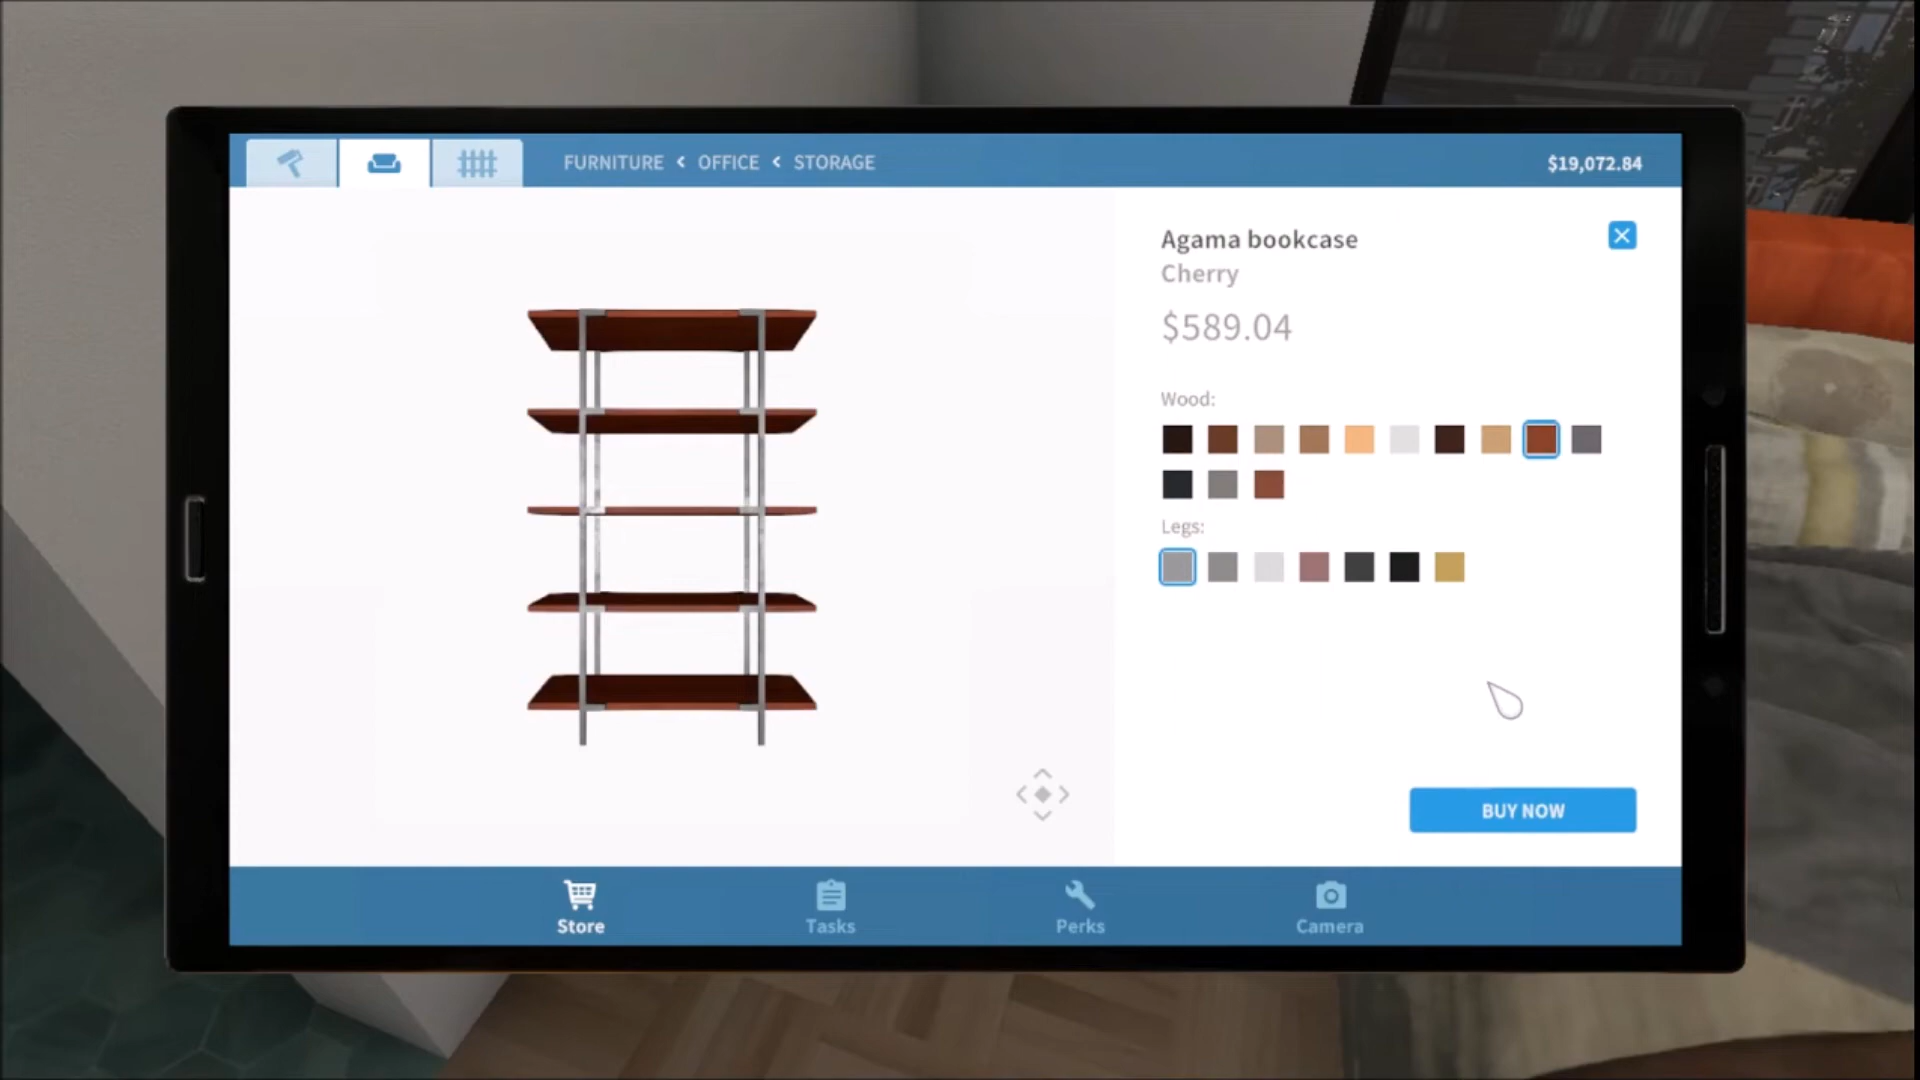 FURNITURE < OFFICE < STORAGE
$19,072.84
Agama bookcase
Cherry
$589.04
Wood:
Legs:
BUY NOW
Store
Tasks
Perks
Camera